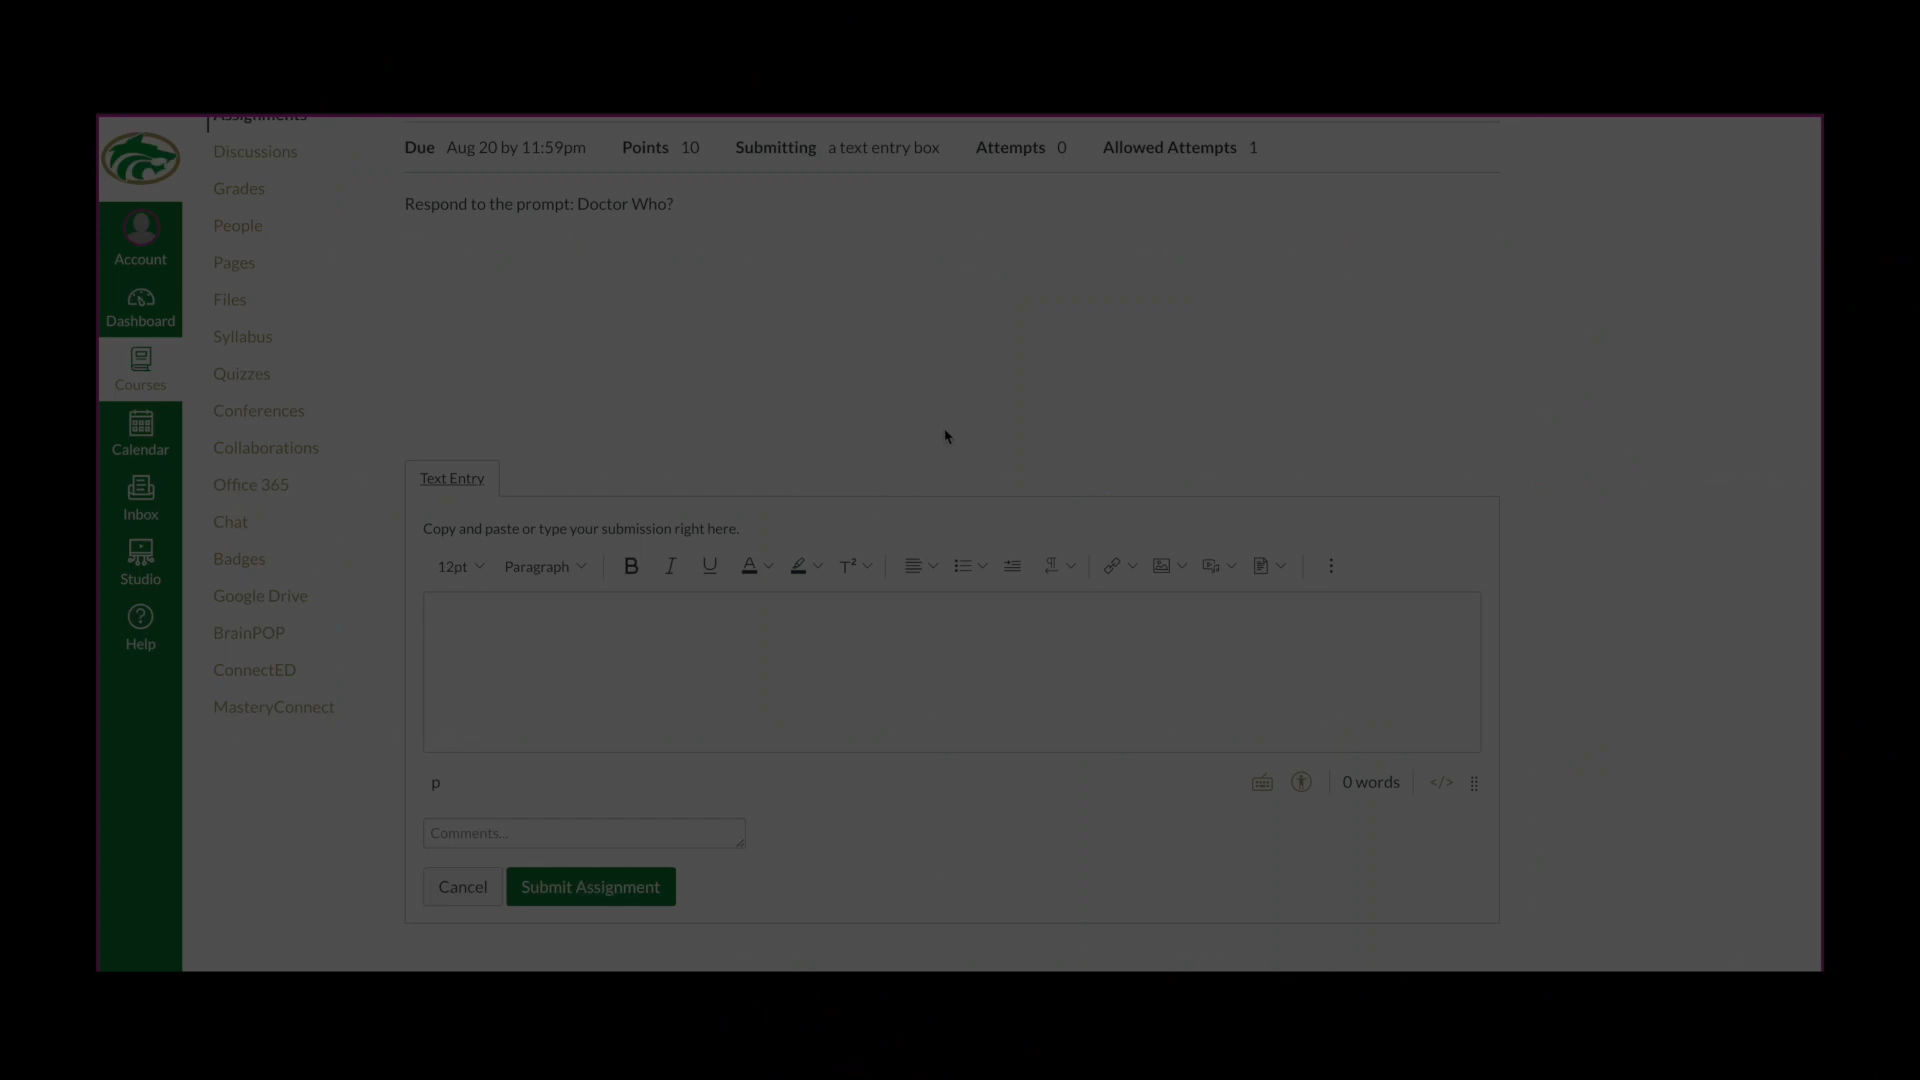 Assignments
Discussions
Grades
People
Pages
Files
Syllabus
Quizzes
Conferences
Collaborations
Office 365
Chat
Badges
Google Drive
BrainPOP
ConnectED
MasteryConnect
Account
Dashboard
Courses
Calendar
Inbox
Studio
Help
Due Aug 20 by 11:59pm Points 10 Submitting a text entry box Attempts 0 Allowed Attempts 1
Respond to the prompt: Doctor Who?
Text Entry
Copy and paste or type your submission right here.
12pt Paragraph B I U A T²
p 0 words </>
Comments...
Cancel Submit Assignment